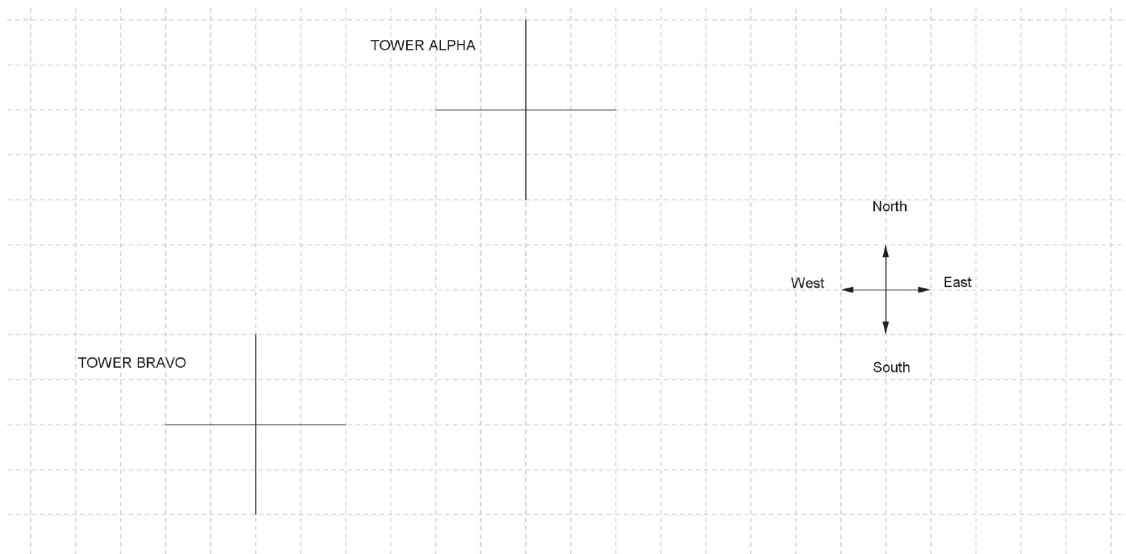 TOWER ALPHA
North
West
East
TOWER BRAVO
South